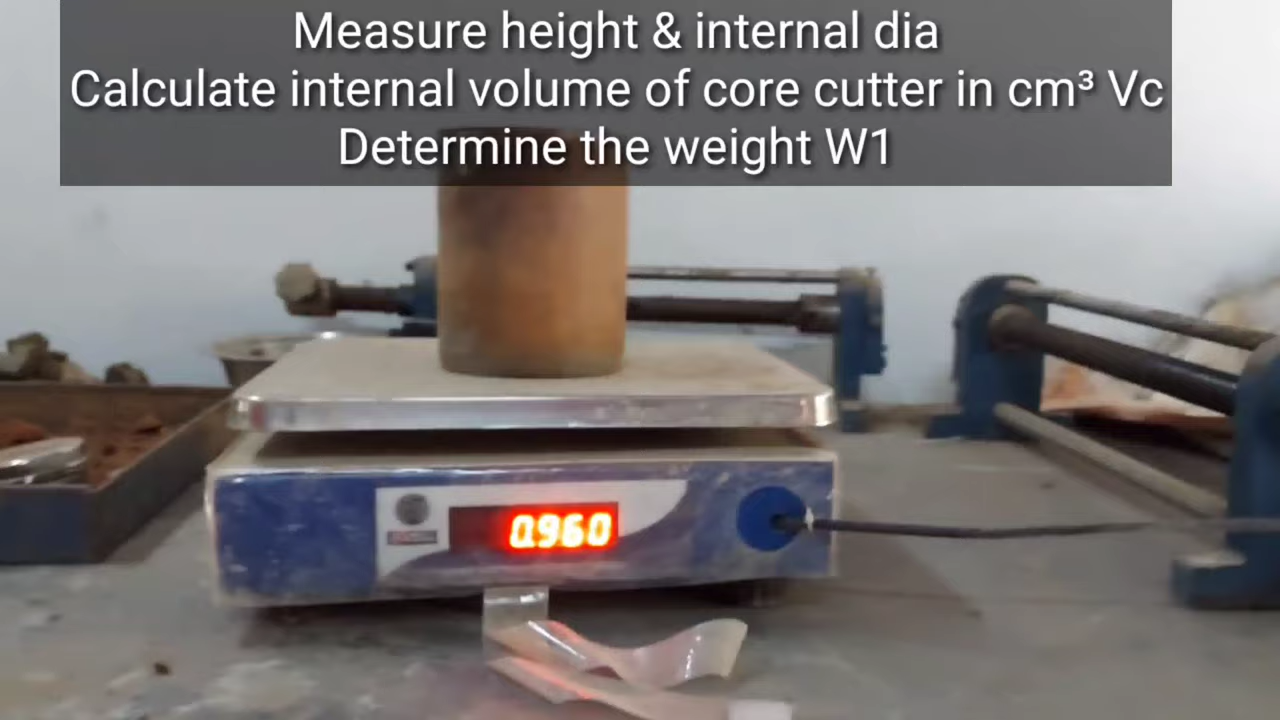 Measure height & internal dia
Calculate internal volume of core cutter in cm³ Vc
Determine the weight W1
0.960